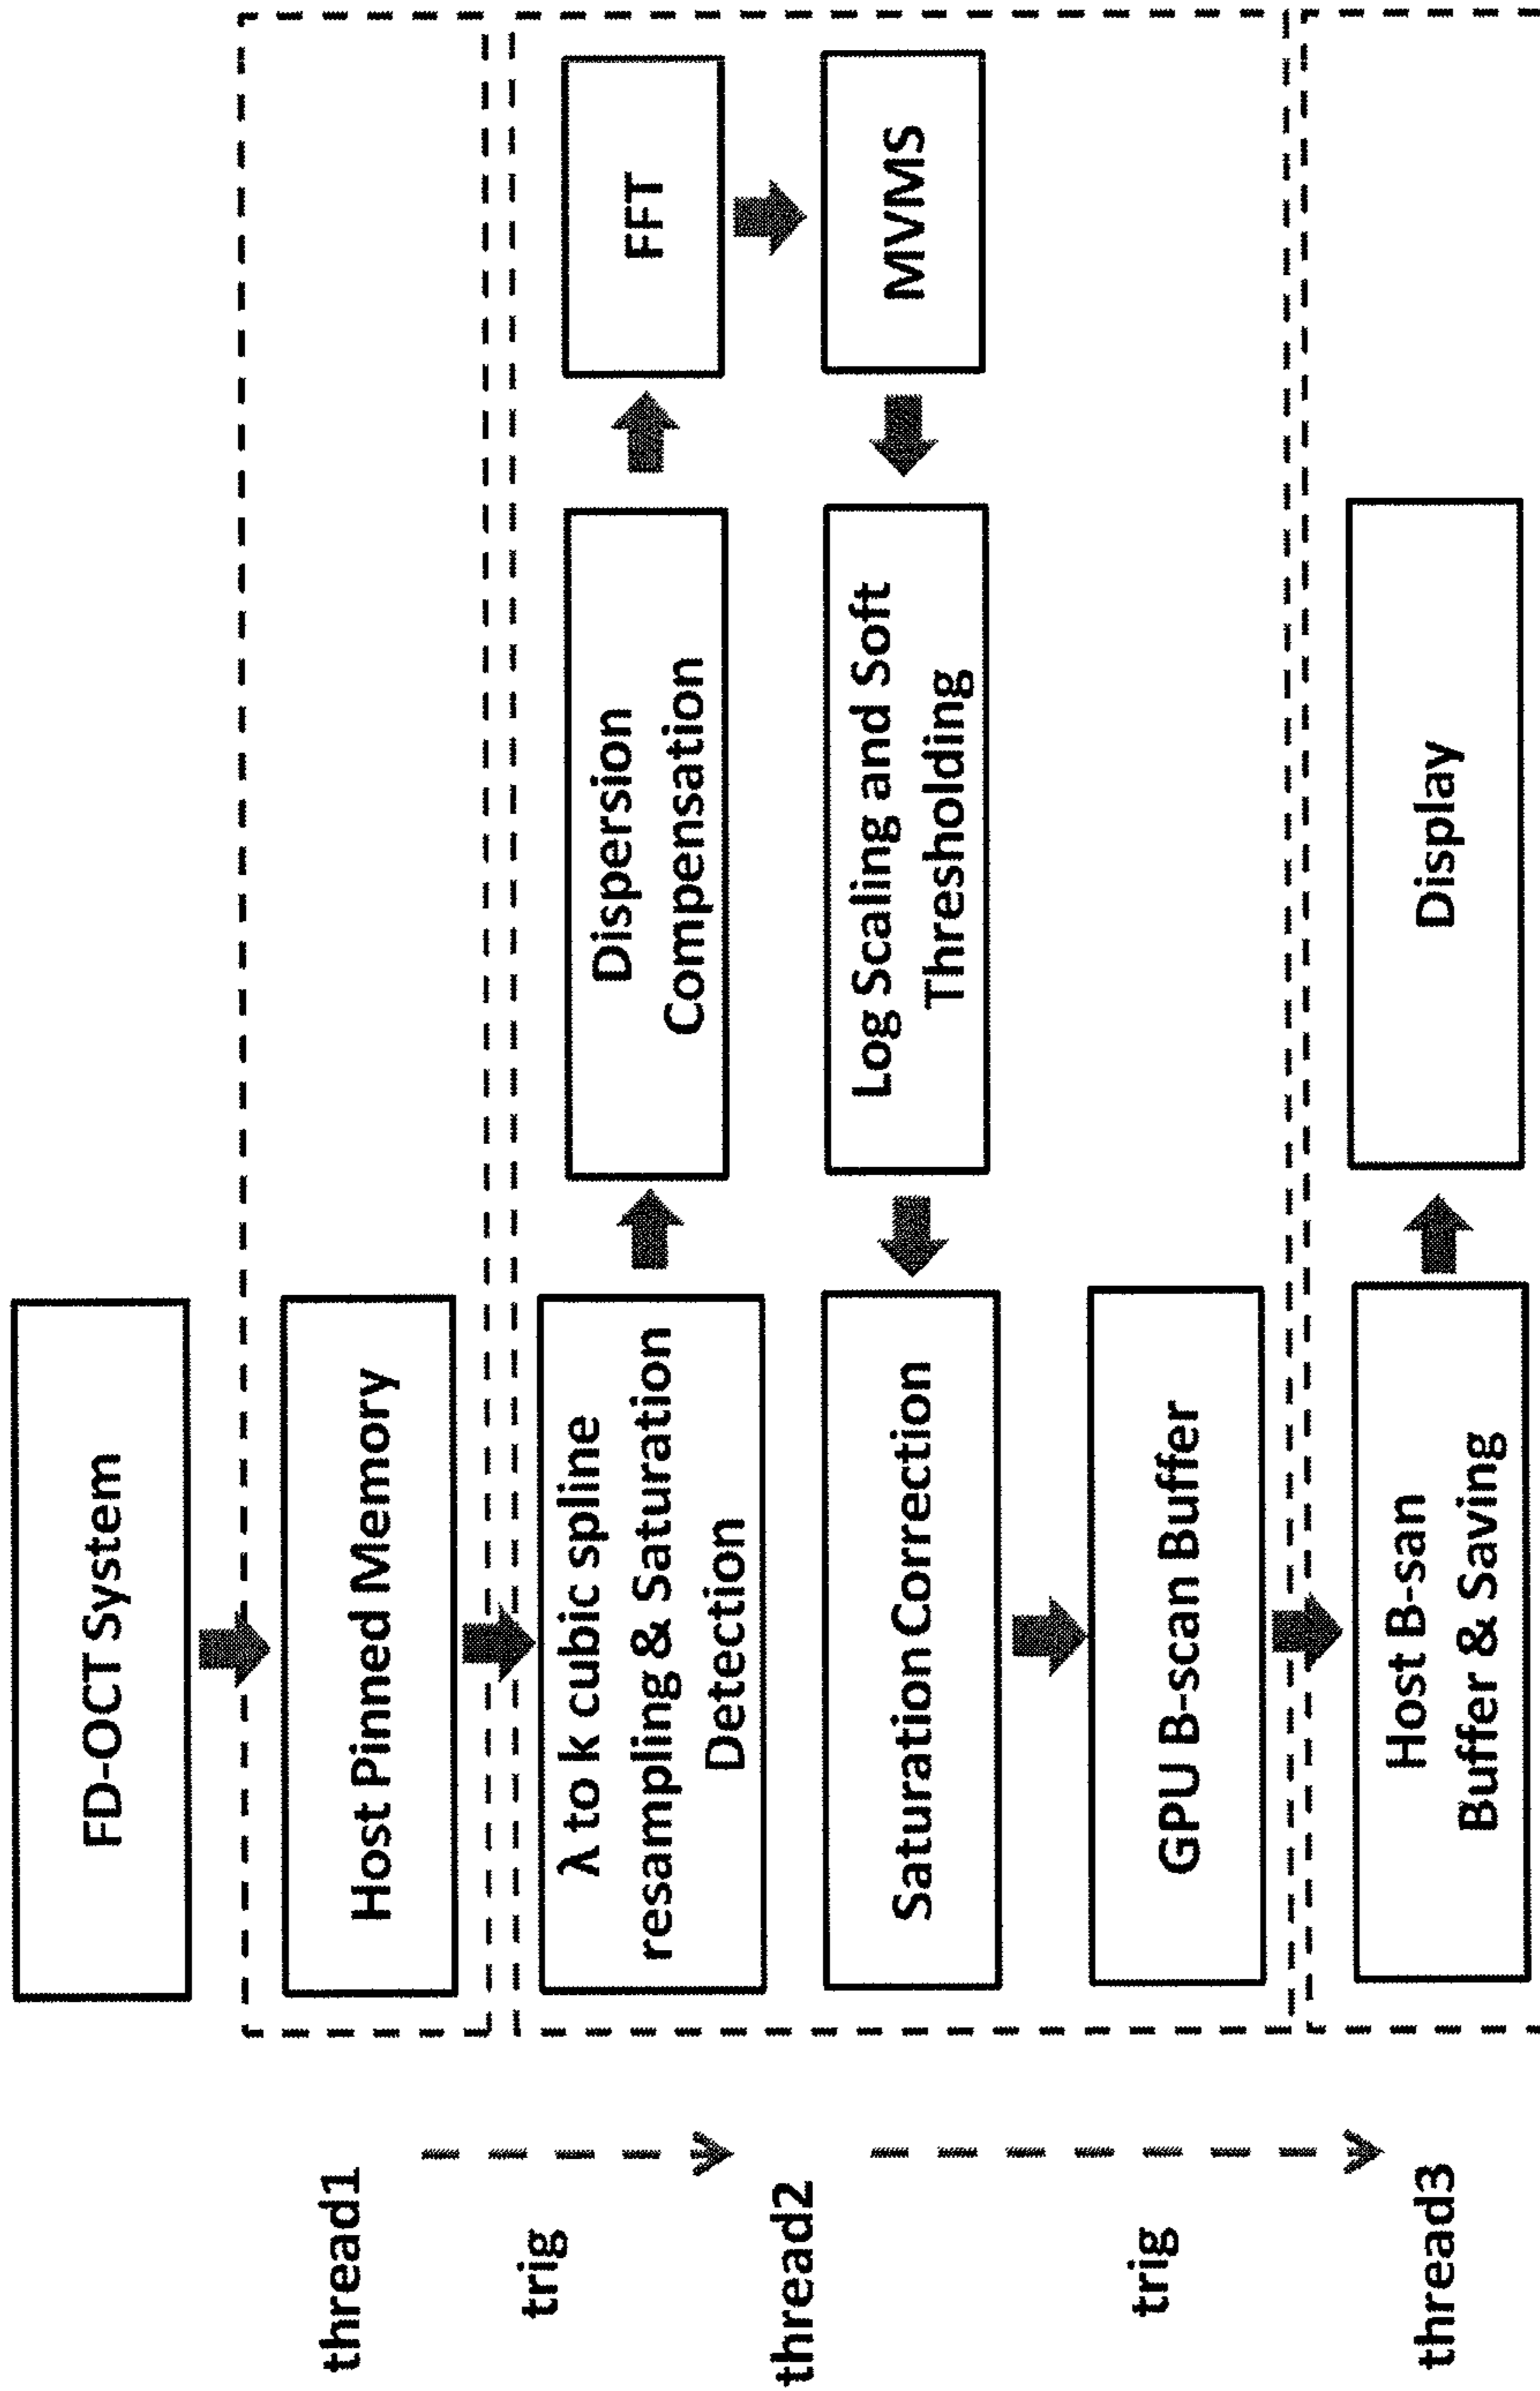 FD-OCT System
thread1
Host Pinned Memory
trig
thread2
λ to k cubic spline
resampling & Saturation
Detection
Dispersion
Compensation
FFT
MVMS
Log Scaling and Soft
Thresholding
Saturation Correction
GPU B-scan Buffer
trig
thread3
Host B-san
Buffer & Saving
Display